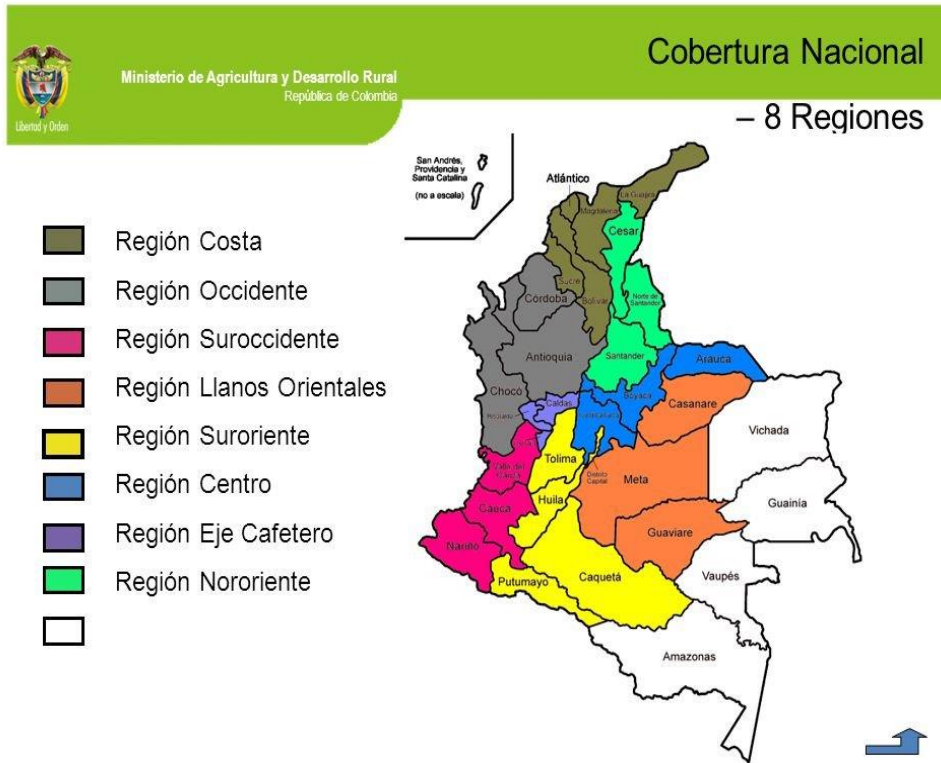 Cobertura Nacional
– 8 Regiones
Ministerio de Agricultura y Desarrollo Rural
República de Colombia
Libertad y Orden
San Andrés,
Providencia y
Santa Catalina
(no a escala)
Región Costa
Región Occidente
Región Suroccidente
Región Llanos Orientales
Región Suroriente
Región Centro
Región Eje Cafetero
Región Nororiente
Atlántico
La Guajira
Magdalena
Cesar
Sucre
Bolívar
Norte de
Santander
Córdoba
Antioquia
Santander
Arauca
Chocó
Boyacá
Caldas
Casanare
Vichada
Tolima
Distrito
Capital
Valle del
Cauca
Meta
Huila
Guainía
Cauca
Guaviare
Nariño
Putumayo
Caquetá
Vaupés
Amazonas